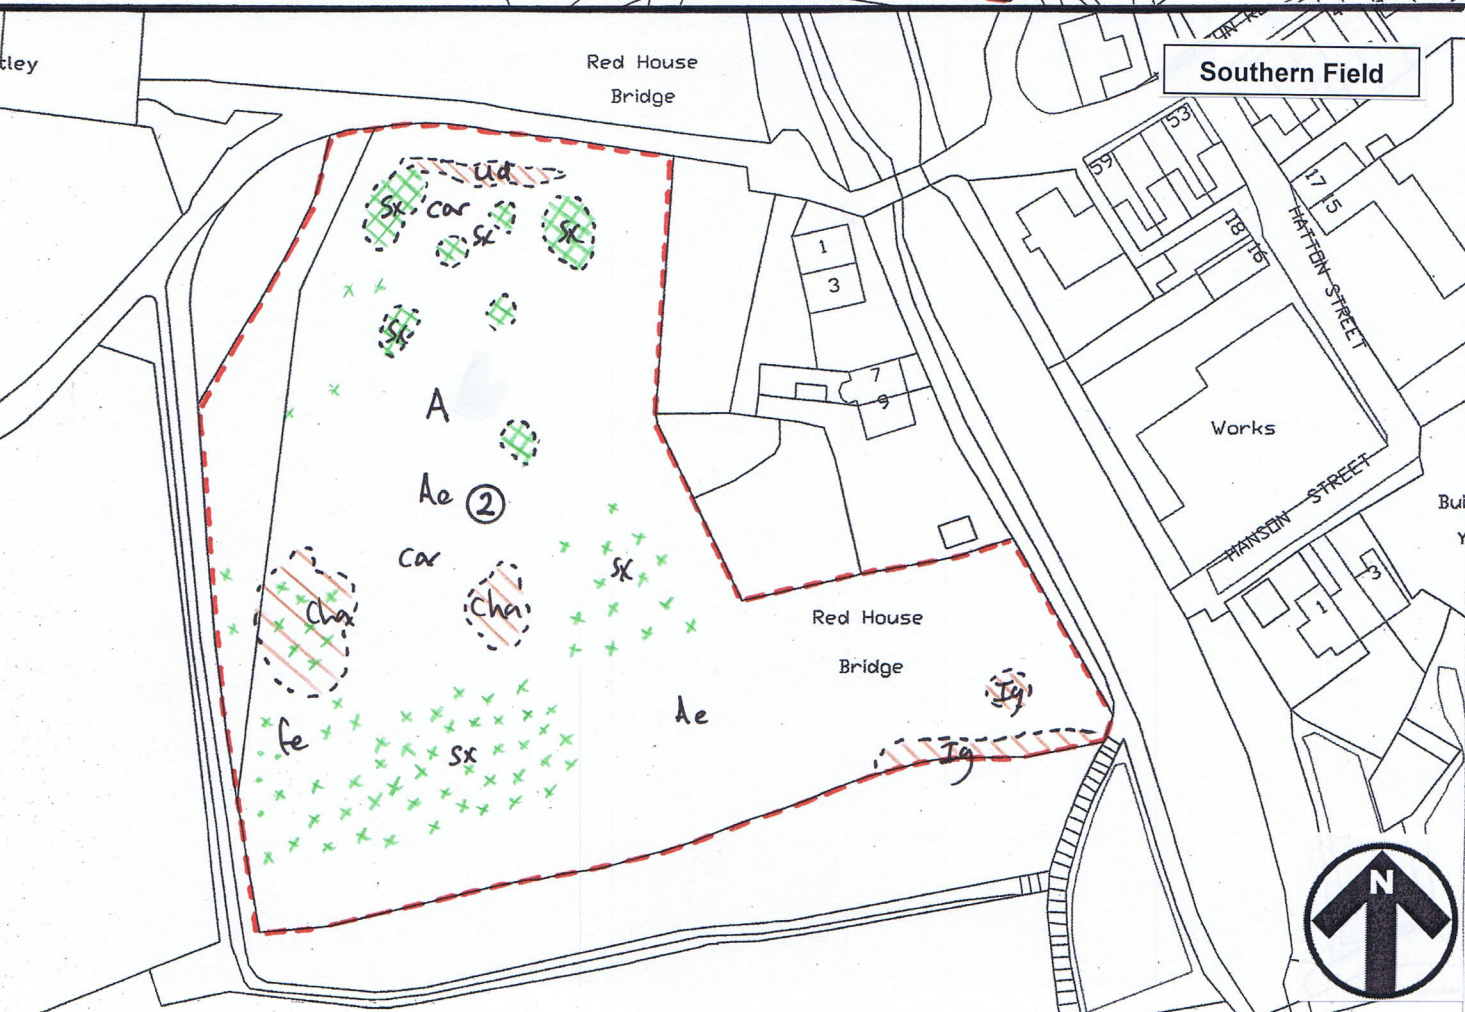 Southern Field
tley
Red House
Bridge
53
59
17
15
18
16
HATTON STREET
ud
Sx
car
Sx
Sx
1
3
Sx
7
9
A
Works
Ae
2
car
Sx
HANSON STREET
Bui
Y
3
1
Cha
Cha
Red House
Bridge
Ig
Ae
fe
Sx
Ig
N